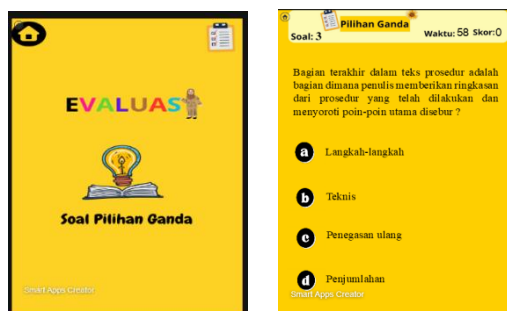 EVALUASI
Soal Pilihan Ganda
Smart Apps Creator
Pilihan Ganda
Soal: 3
Waktu: 58 Skor:0
Bagian terakhir dalam teks prosedur adalah
bagian dimana penulis memberikan ringkasan
dari prosedur yang telah dilakukan dan
menyoroti poin-poin utama disebur ?
a Langkah-langkah
b Teknis
c Penegasan ulang
d Penjumlahan
Smart Apps Creator